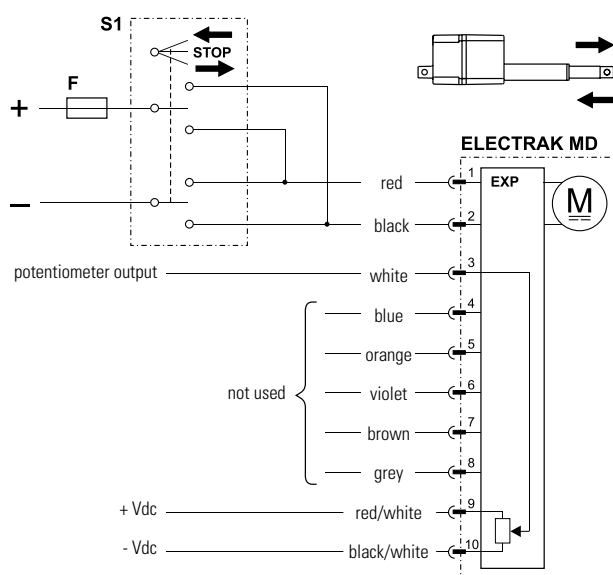 S1
STOP
F
+
−
ELECTRAK MD
red
1
EXP
M
black
2
potentiometer output
white
3
blue
4
orange
5
not used
violet
6
brown
7
grey
8
+ Vdc
red/white
9
- Vdc
black/white
10